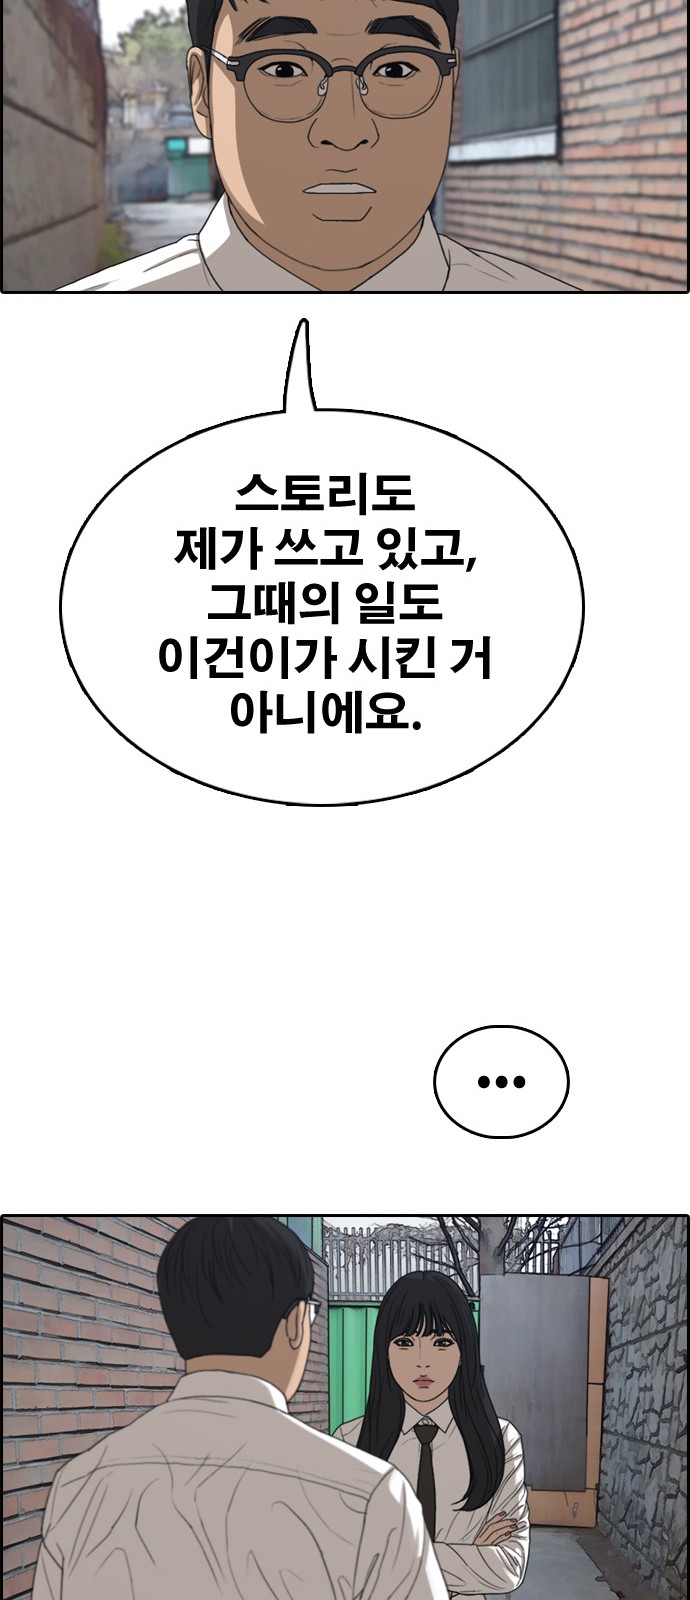 스토리도
제가 쓰고 있고,
그때의 일도
이건이가 시킨 거
아니에요.
•••